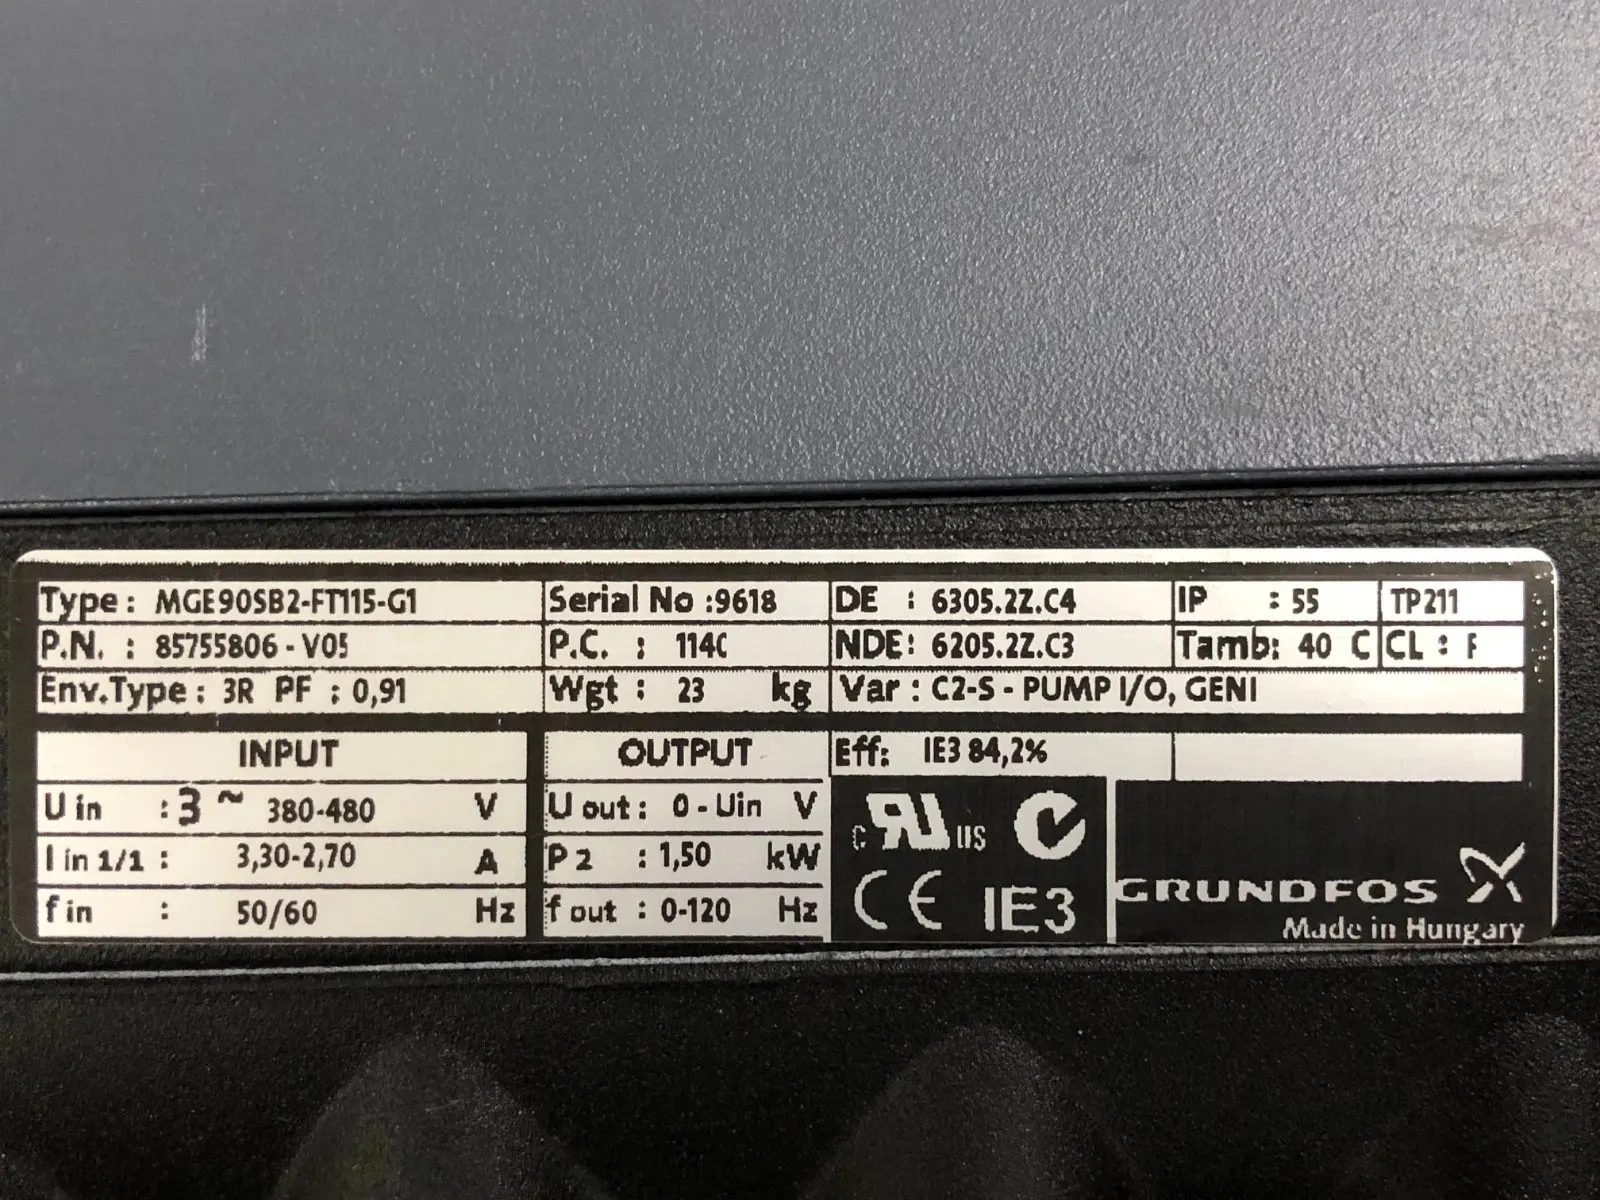 Type : MGE90SB2-FT115-G1 Serial No :9618 DE : 6305.2Z.C4 IP : 55 TP211
P.N. : 85755806 - V05 P.C. : 1140 NDE: 6205.2Z.C3 Tamb: 40 C CL : F
Env.Type : 3R PF : 0,91 Wgt : 23 kg Var : C2-S - PUMP I/O, GENI
INPUT OUTPUT Eff: IE3 84,2%
U in : 3 ~ 380-480 V U out : 0 - Uin V
I in 1/1 : 3,30-2,70 A P 2 : 1,50 kW
f in : 50/60 Hz f out : 0-120 Hz
c RU us
CE IE3
GRUNDFOS
Made in Hungary